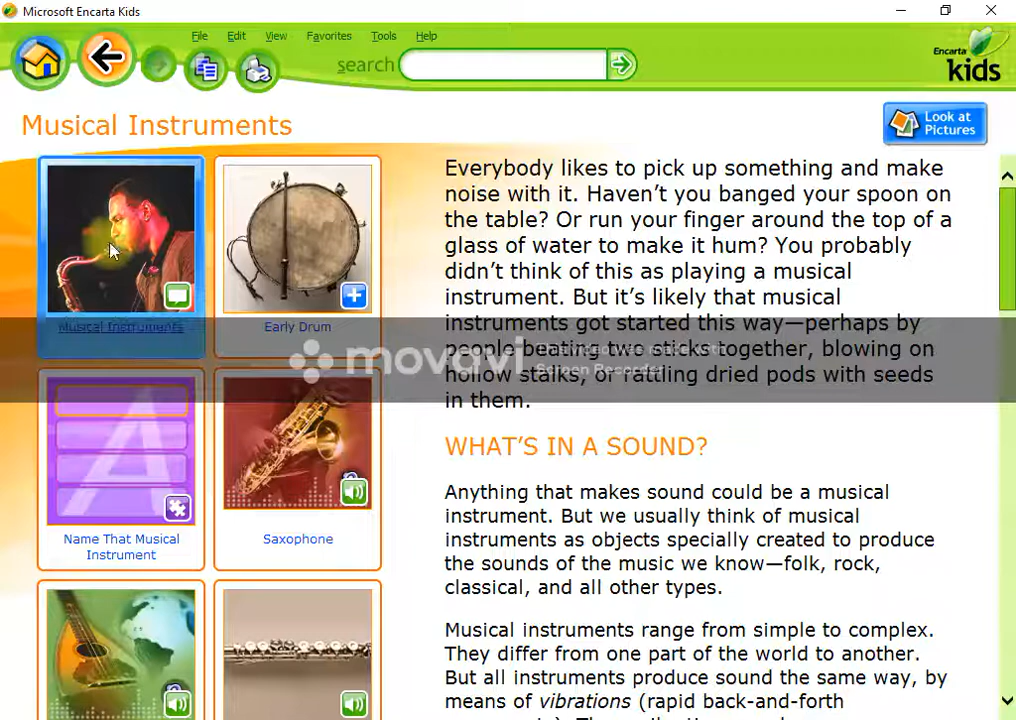 Microsoft Encarta Kids
File Edit View Favorites Tools Help
search
Encarta
kids
Musical Instruments
Look at
Pictures
Musical Instruments
Early Drum
Name That Musical
Instrument
Saxophone
Everybody likes to pick up something and make
noise with it. Haven't you banged your spoon on
the table? Or run your finger around the top of a
glass of water to make it hum? You probably
didn't think of this as playing a musical
instrument. But it's likely that musical
instruments got started this way—perhaps by
people beating two sticks together, blowing on
hollow stalks, or rattling dried pods with seeds
in them.
movavi
Screen Recorder
WHAT'S IN A SOUND?
Anything that makes sound could be a musical
instrument. But we usually think of musical
instruments as objects specially created to produce
the sounds of the music we know—folk, rock,
classical, and all other types.
Musical instruments range from simple to complex.
They differ from one part of the world to another.
But all instruments produce sound the same way, by
means of vibrations (rapid back-and-forth